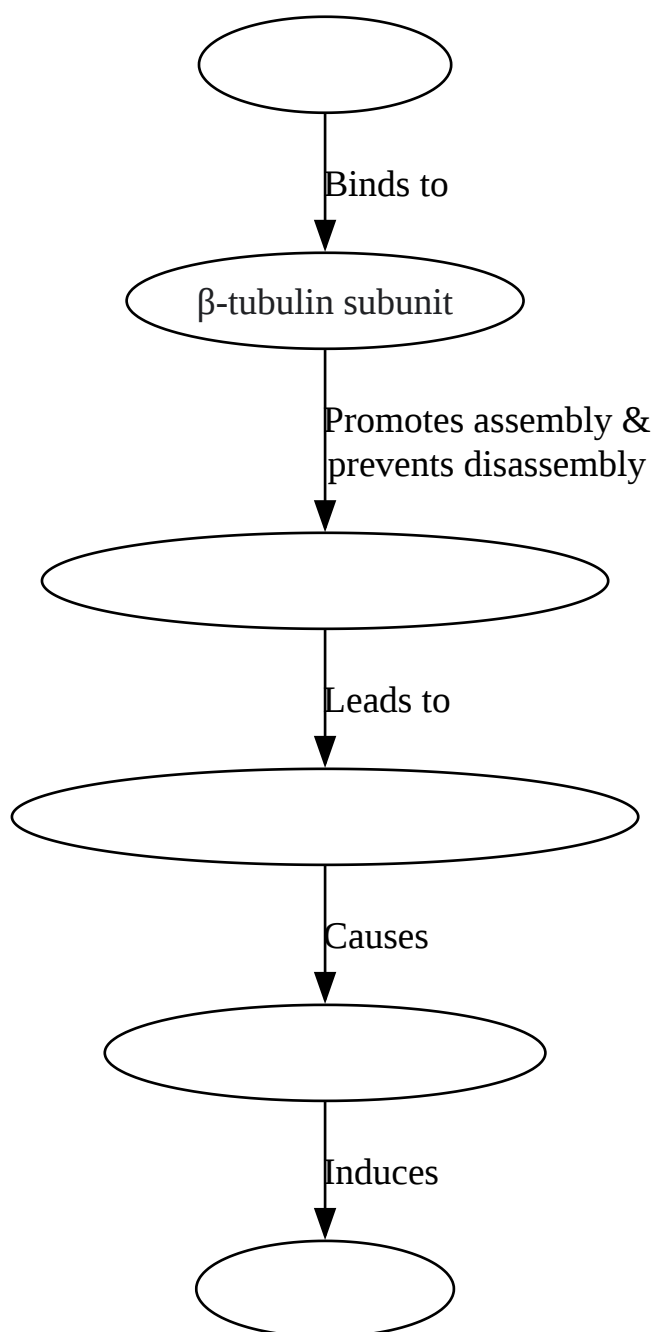 Binds to
β-tubulin subunit
Promotes assembly &
prevents disassembly
Leads to
Causes
Induces